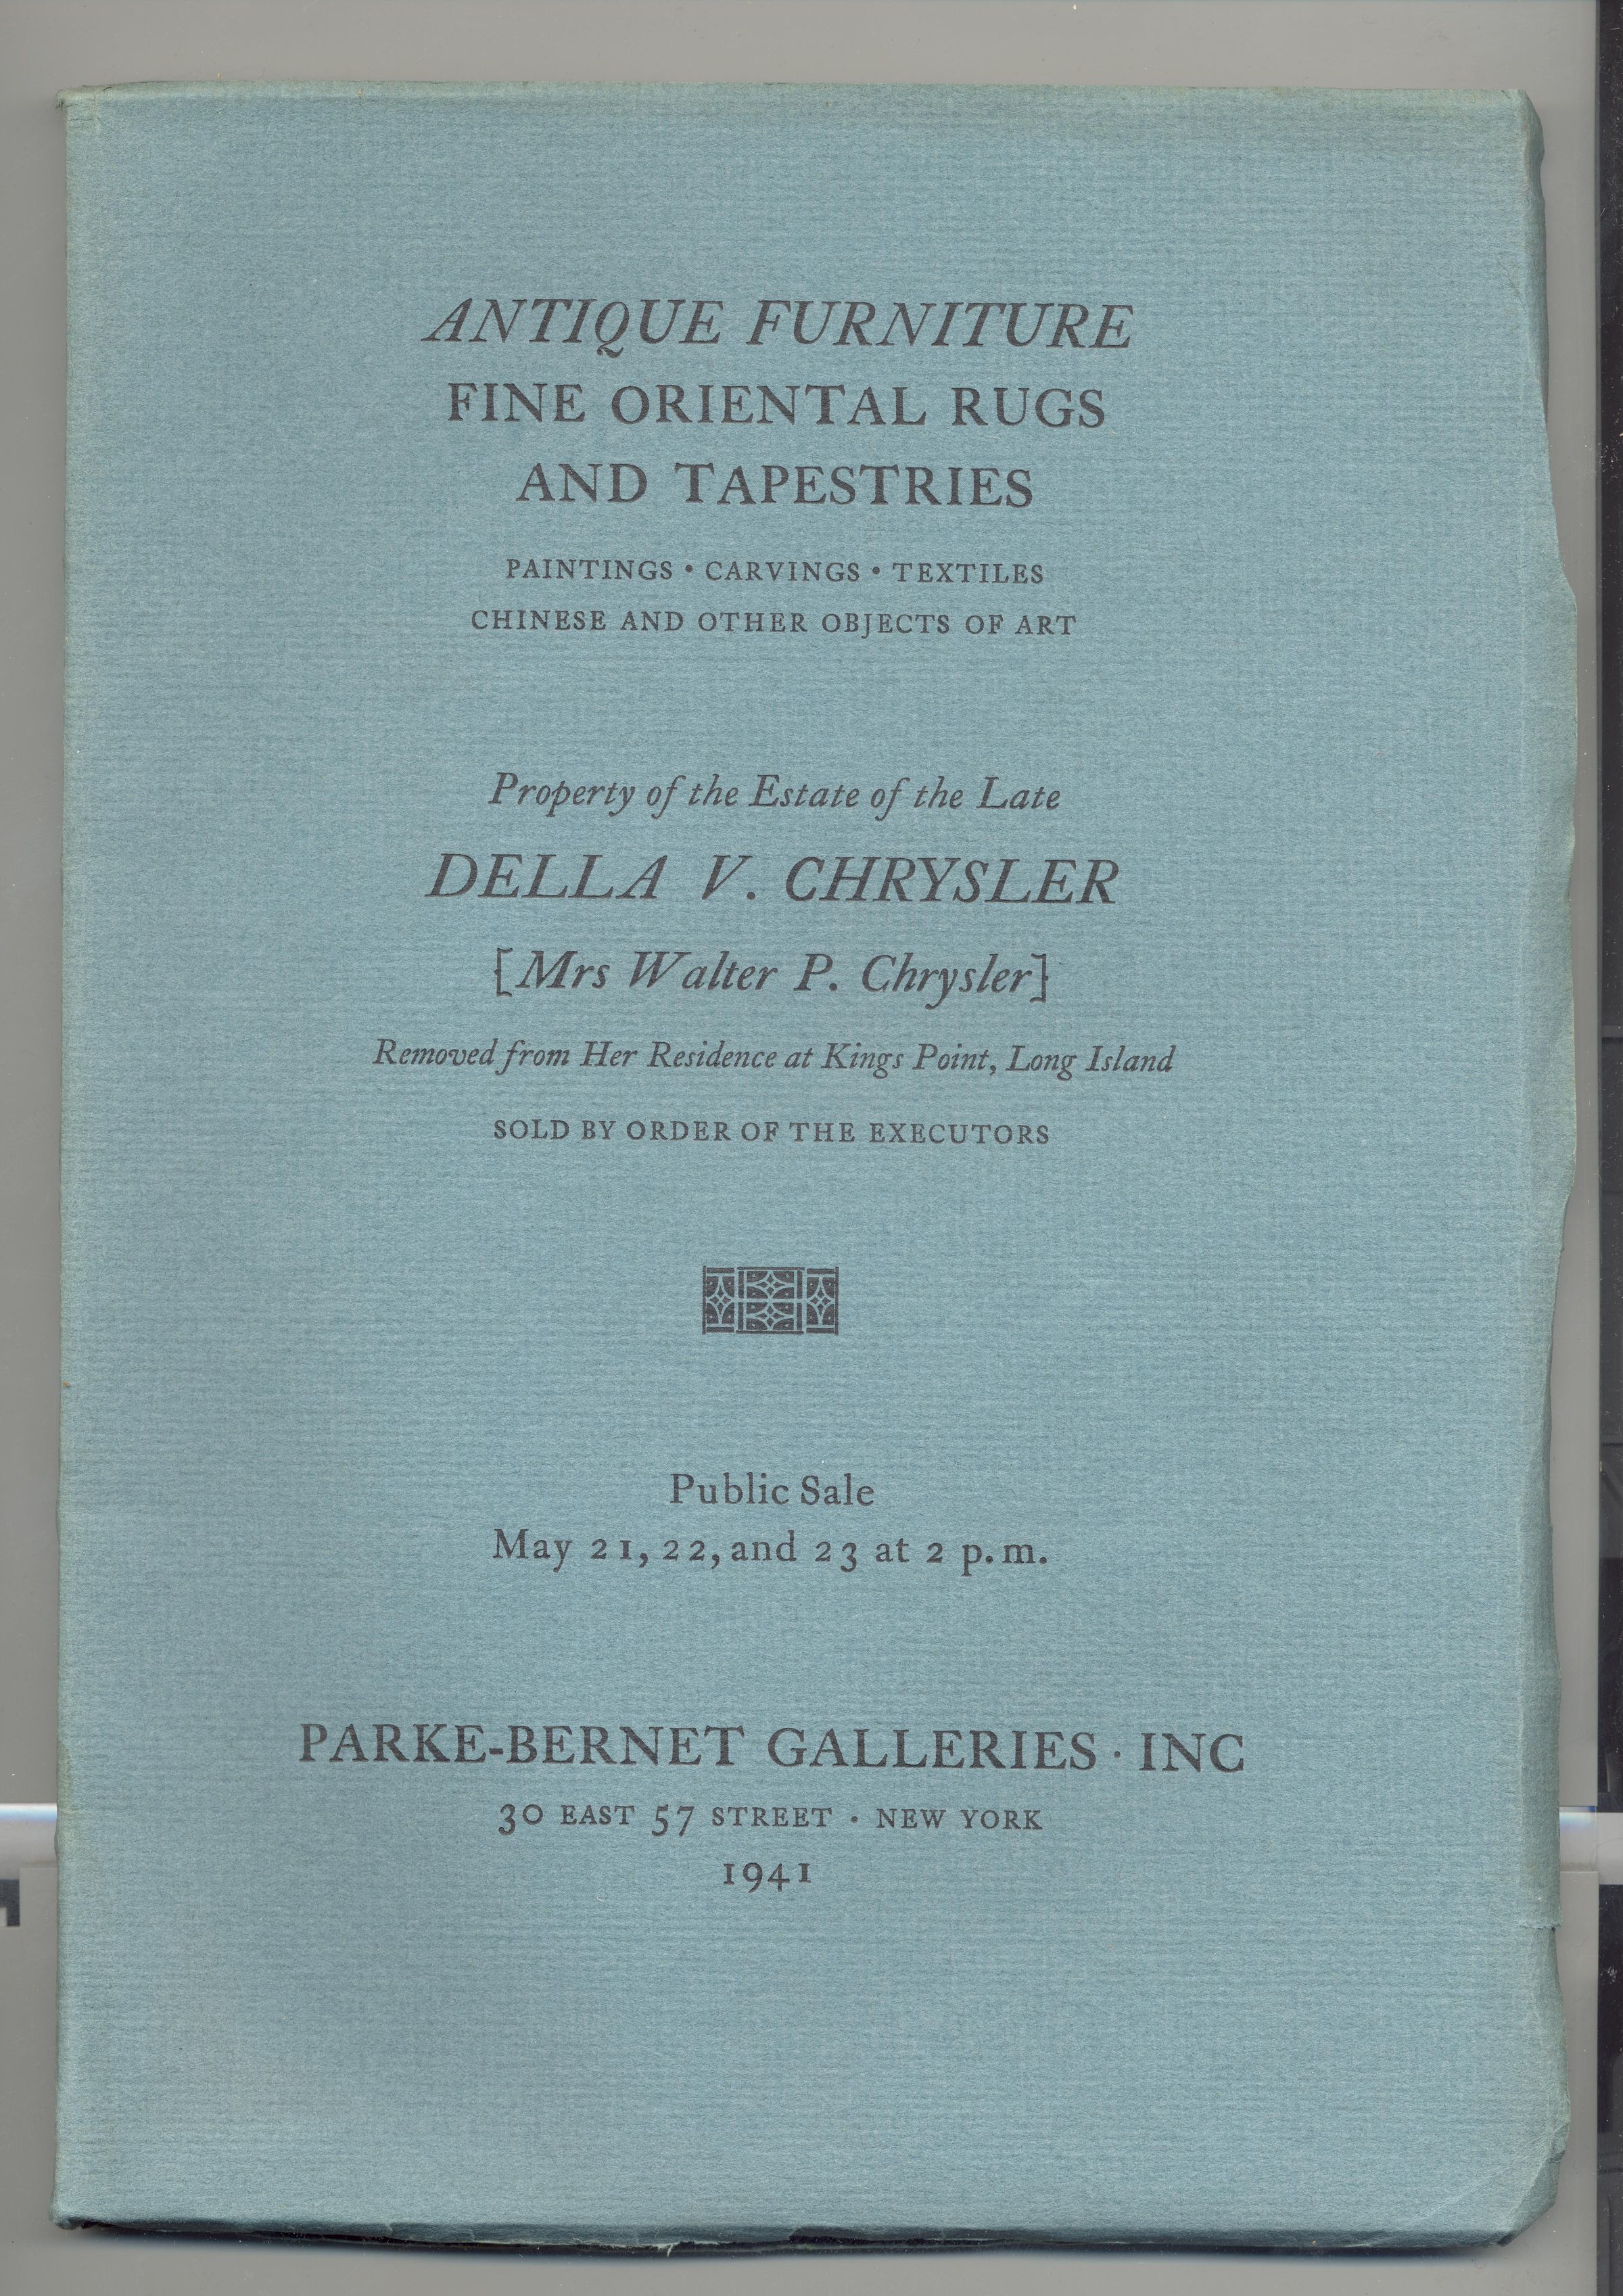 ANTIQUE FURNITURE
FINE ORIENTAL RUGS
AND TAPESTRIES
PAINTINGS • CARVINGS • TEXTILES
CHINESE AND OTHER OBJECTS OF ART
Property of the Estate of the Late
DELLA V. CHRYSLER
[Mrs Walter P. Chrysler]
Removed from Her Residence at Kings Point, Long Island
SOLD BY ORDER OF THE EXECUTORS
Public Sale
May 21, 22, and 23 at 2 p.m.
PARKE-BERNET GALLERIES · INC
30 EAST 57 STREET • NEW YORK
1941